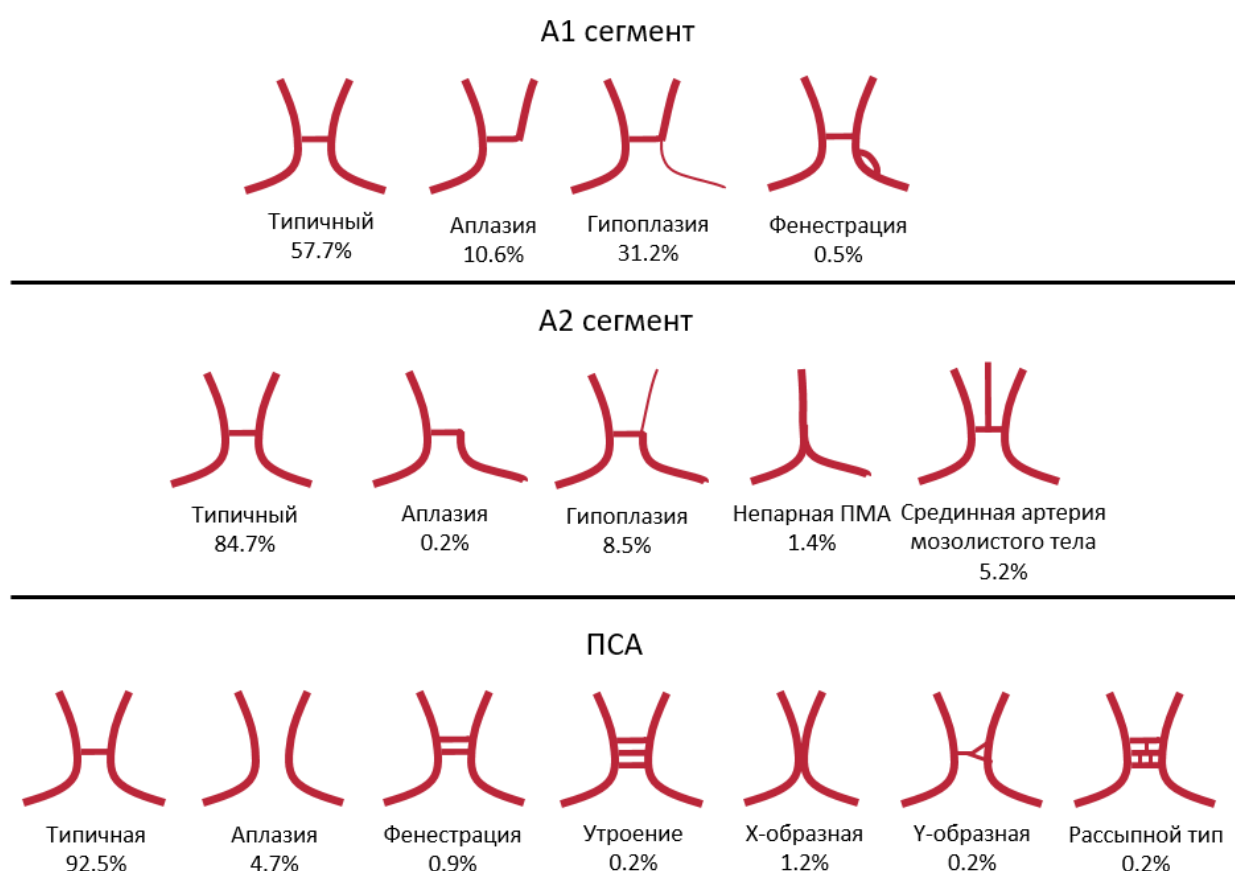 А1 сегмент
Типичный
57.7%
Аплазия
10.6%
Гипоплазия
31.2%
Фенестрация
0.5%
А2 сегмент
Типичный
84.7%
Аплазия
0.2%
Гипоплазия
8.5%
Непарная ПМА
1.4%
Срединная артерия
мозолистого тела
5.2%
ПСА
Типичная
92.5%
Аплазия
4.7%
Фенестрация
0.9%
Утроение
0.2%
Х-образная
1.2%
Y-образная
0.2%
Рассыпной тип
0.2%